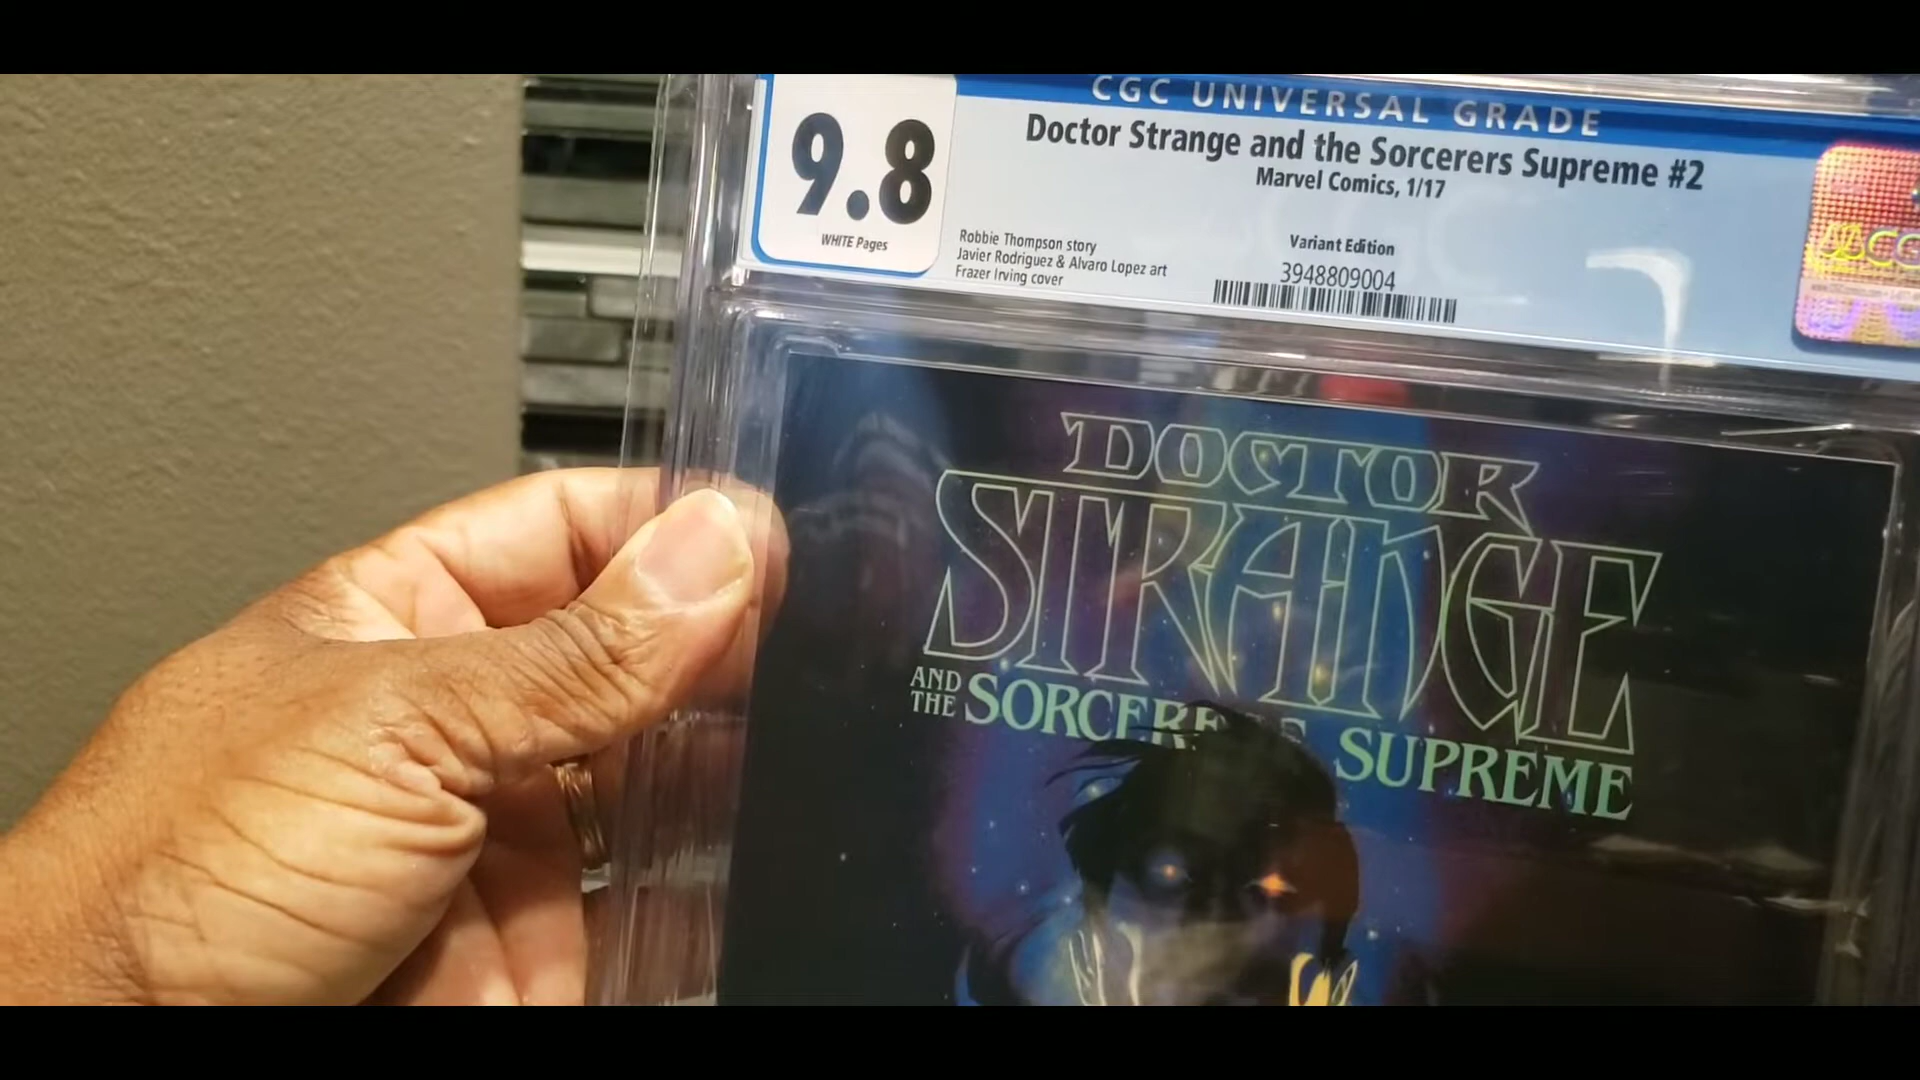 CGC UNIVERSAL GRADE
9.8
WHITE Pages
Doctor Strange and the Sorcerers Supreme #2
Marvel Comics, 1/17
Robbie Thompson story
Javier Rodriguez & Alvaro Lopez art
Frazer Irving cover
Variant Edition
3948809004
CG
DOCTOR
STRANGE
AND THE SORCERERS SUPREME